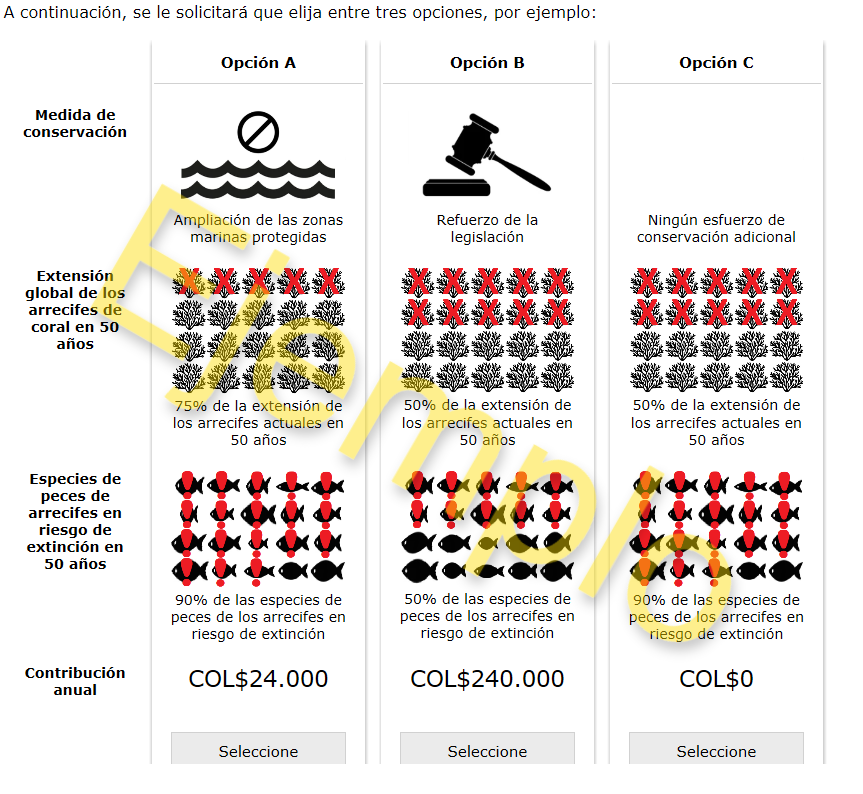 A continuación, se le solicitará que elija entre tres opciones, por ejemplo:
Opción A
Opción B
Opción C
Medida de
conservación
Ampliación de las zonas
marinas protegidas
Refuerzo de la
legislación
Ningún esfuerzo de
conservación adicional
Extensión
global de los
arrecifes de
coral en 50
años
75% de la extensión de
los arrecifes actuales en
50 años
50% de la extensión de
los arrecifes actuales en
50 años
50% de la extensión de
los arrecifes actuales en
50 años
Especies de
peces de
arrecifes en
riesgo de
extinción en
50 años
90% de las especies de
peces de los arrecifes en
riesgo de extinción
50% de las especies de
peces de los arrecifes en
riesgo de extinción
90% de las especies de
peces de los arrecifes en
riesgo de extinción
Contribución
anual
COL$24.000
COL$240.000
COL$0
Seleccione
Seleccione
Seleccione
Ejemplo